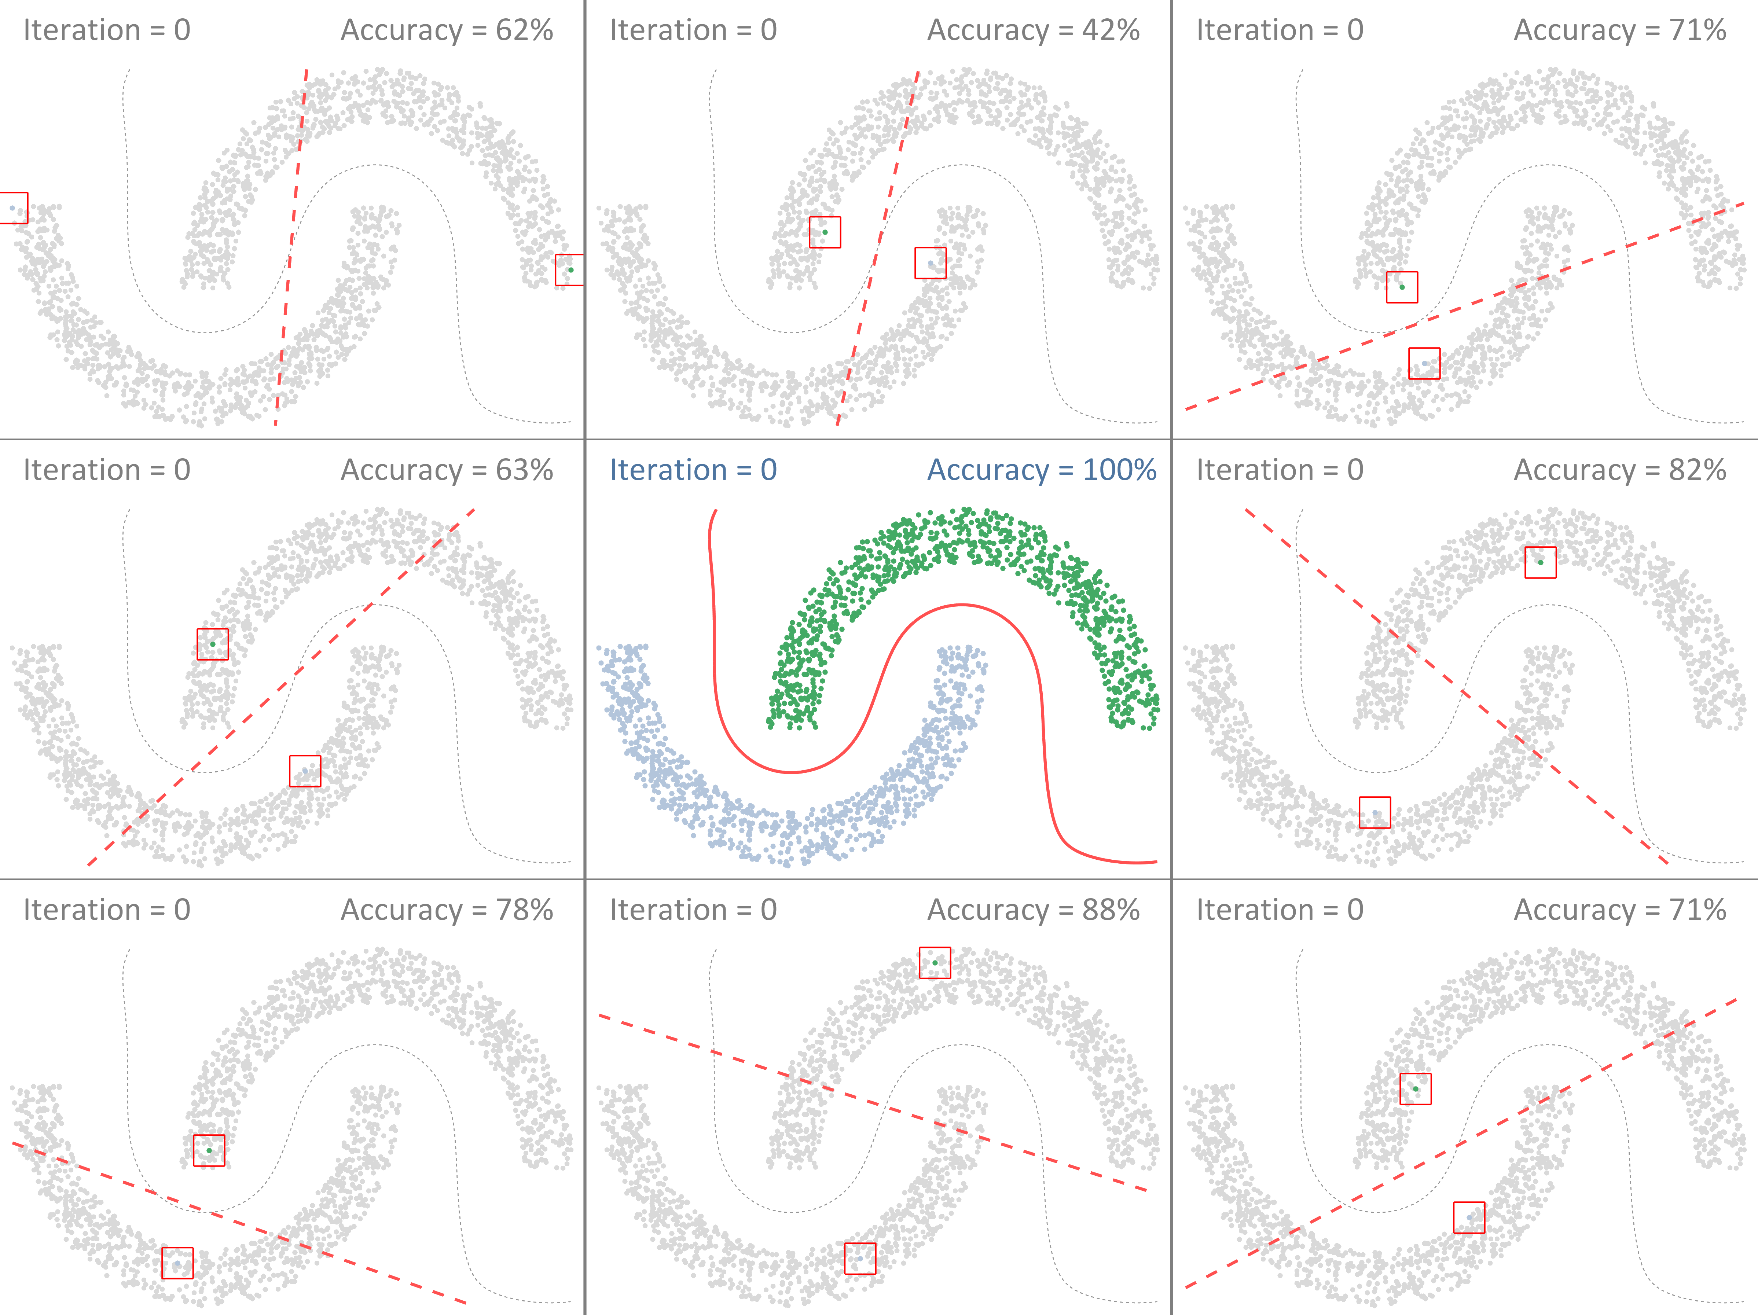 Iteration = 0 Accuracy = 62%
Iteration = 0 Accuracy = 42%
Iteration = 0 Accuracy = 71%
Iteration = 0 Accuracy = 63%
Iteration = 0 Accuracy = 100%
Iteration = 0 Accuracy = 82%
Iteration = 0 Accuracy = 78%
Iteration = 0 Accuracy = 88%
Iteration = 0 Accuracy = 71%